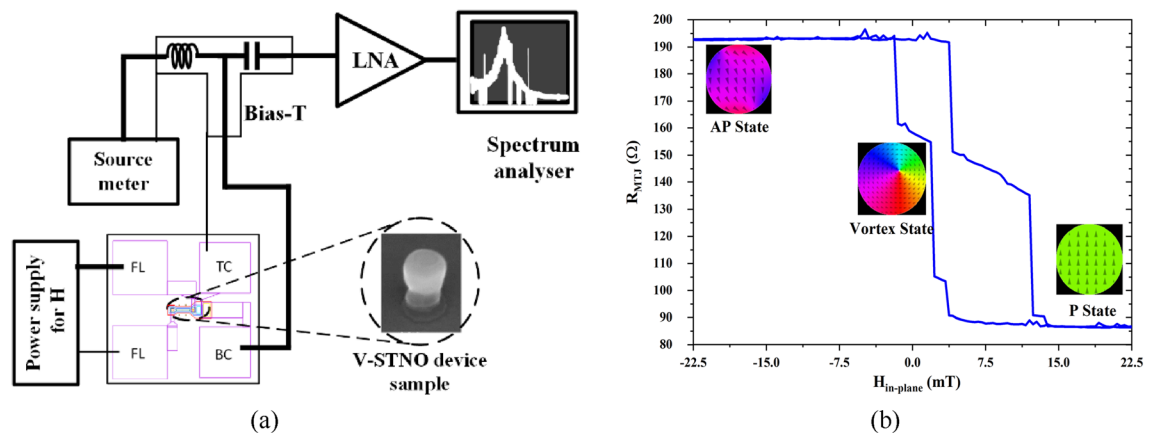 LNA
Bias-T
Spectrum
analyser
Source
meter
Power supply
for H
FL
TC
FL
BC
V-STNO device
sample
(a)
200
190
180
170
160
150
140
130
120
110
100
90
80
R_MTJ (Ω)
AP State
Vortex State
P State
-22.5
-15.0
-7.5
0.0
7.5
15.0
22.5
H_in-plane (mT)
(b)